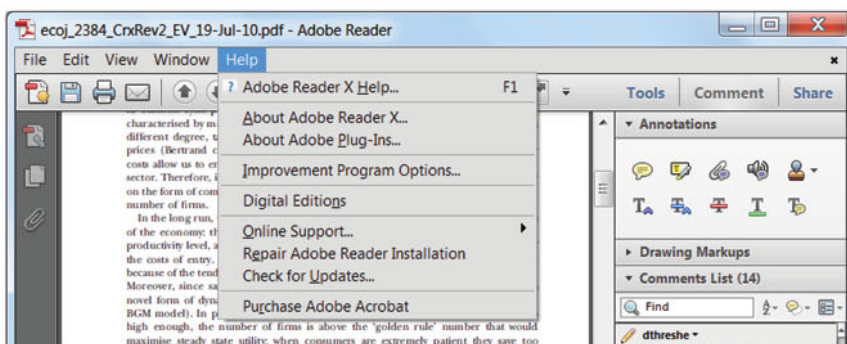 ecoj_2384_CrxRev2_EV_19-Jul-10.pdf - Adobe Reader
File Edit View Window Help
Tools Comment Share
Adobe Reader X Help... F1
About Adobe Reader X...
About Adobe Plug-Ins...
Improvement Program Options...
Digital Editions
Online Support...
Repair Adobe Reader Installation
Check for Updates...
Purchase Adobe Acrobat
characterised by m
different degree, t
prices (Bertrand c
costs allow us to er
sector. Therefore, i
on the form of com
number of firms.
In the long run,
of the economy: th
productivity level, a
the costs of entry.
because of the tend
Moreover, since sa
novel form of dyna
BGM model). In p
high enough, the number of firms is above the 'golden rule' number that would
maximise steady state utility: when consumers are extremely patient they save too
Annotations
T T T T T
Drawing Markups
Comments List (14)
Find
dthreshe